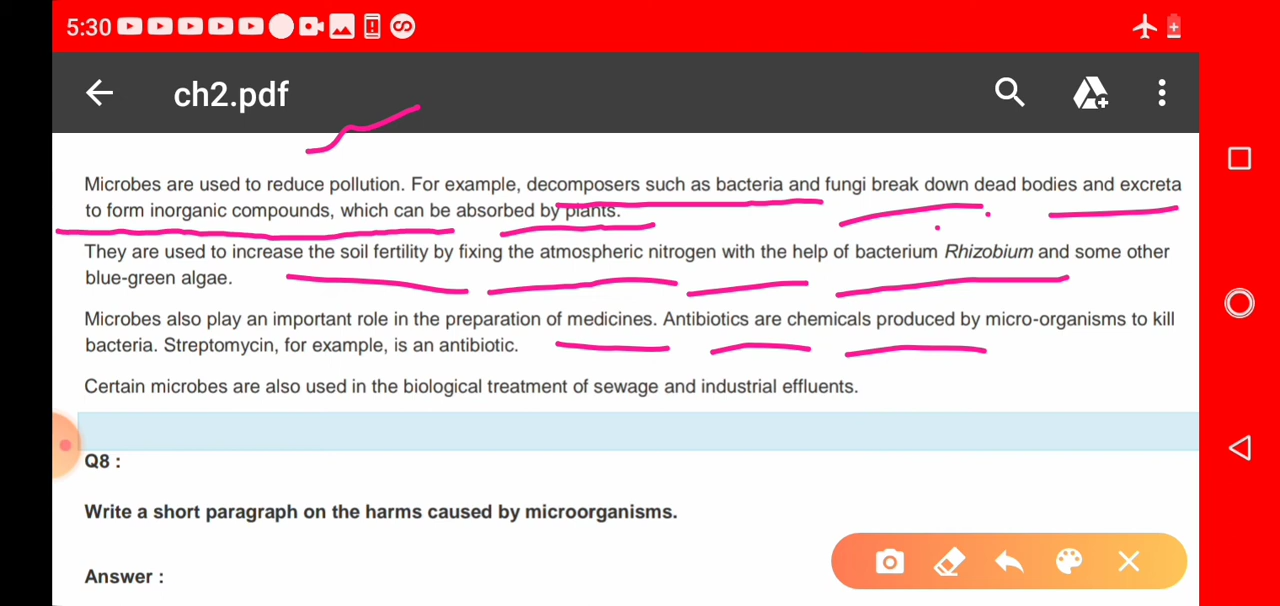 5:30
ch2.pdf
Microbes are used to reduce pollution. For example, decomposers such as bacteria and fungi break down dead bodies and excreta
to form inorganic compounds, which can be absorbed by plants.
They are used to increase the soil fertility by fixing the atmospheric nitrogen with the help of bacterium Rhizobium and some other
blue-green algae.
Microbes also play an important role in the preparation of medicines. Antibiotics are chemicals produced by micro-organisms to kill
bacteria. Streptomycin, for example, is an antibiotic.
Certain microbes are also used in the biological treatment of sewage and industrial effluents.
Q8 :
Write a short paragraph on the harms caused by microorganisms.
Answer :